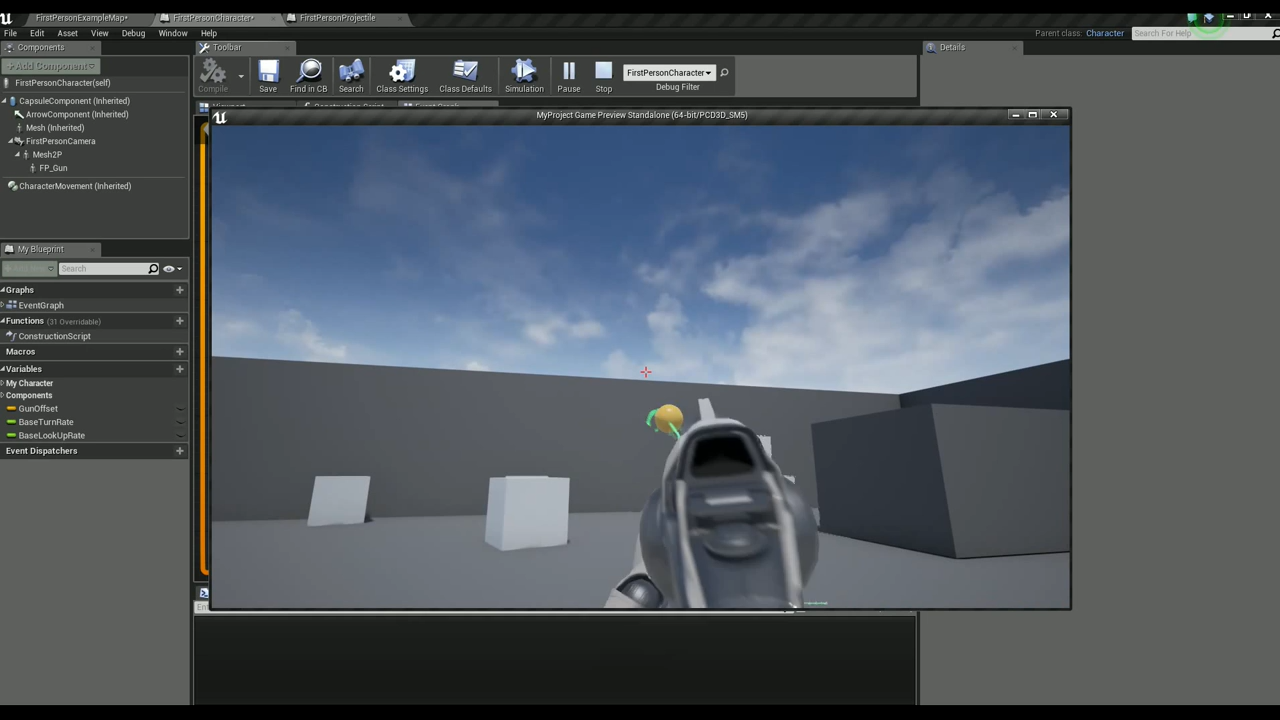 FirstPersonExampleMap*
FirstPersonCharacter*
FirstPersonProjectile
File Edit Asset View Debug Window Help
Parent class: Character
Search For Help
Components
Toolbar
Details
+Add Component
FirstPersonCharacter(self)
CapsuleComponent (Inherited)
ArrowComponent (Inherited)
Mesh (Inherited)
FirstPersonCamera
Mesh2P
FP_Gun
CharacterMovement (Inherited)
Compile
Save
Find in CB
Search
Class Settings
Class Defaults
Simulation
Pause
Stop
FirstPersonCharacter
Debug Filter
MyProject Game Preview Standalone (64-bit/PCD3D_SM5)
My Blueprint
Search
Graphs
EventGraph
Functions (31 Overridable)
ConstructionScript
Macros
Variables
My Character
Components
GunOffset
BaseTurnRate
BaseLookUpRate
Event Dispatchers